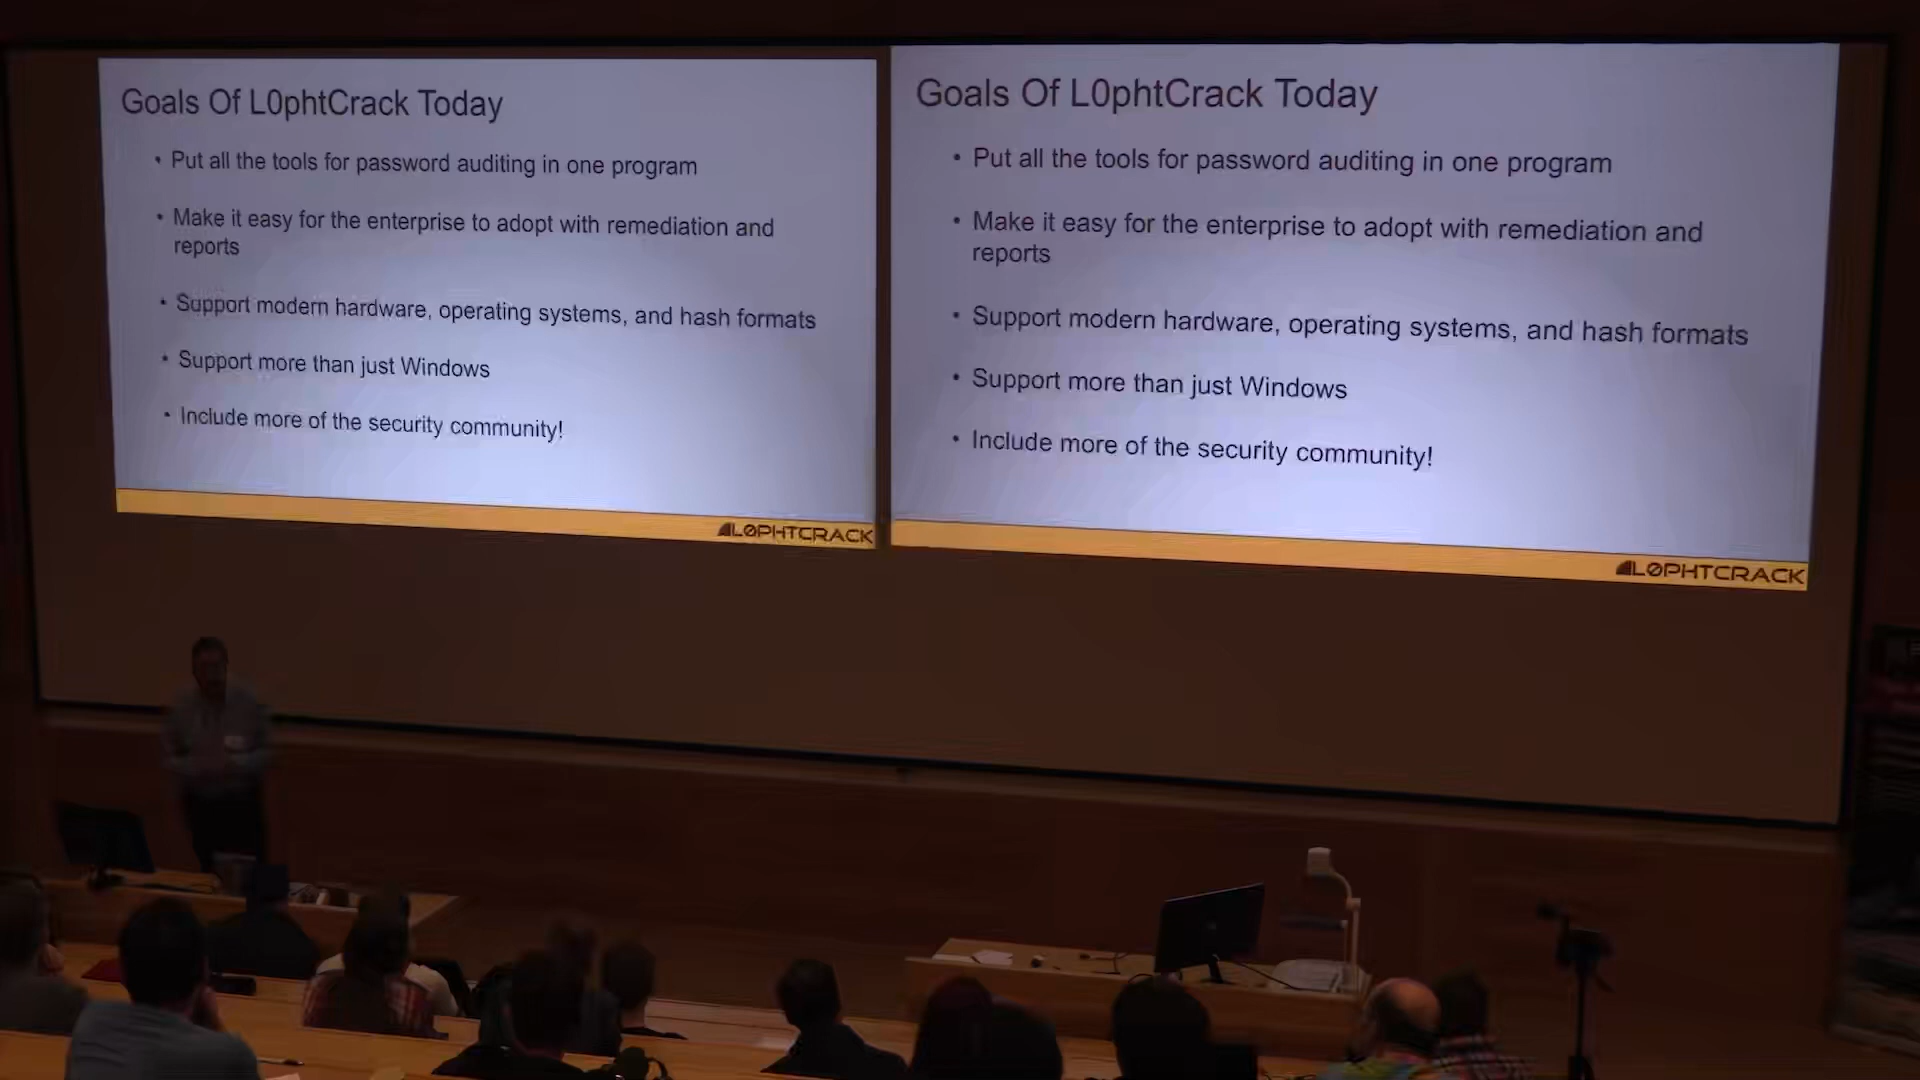 Goals Of L0phtCrack Today
• Put all the tools for password auditing in one program
• Make it easy for the enterprise to adopt with remediation and
reports
• Support modern hardware, operating systems, and hash formats
• Support more than just Windows
• Include more of the security community!
L0PHTCRACK
Goals Of L0phtCrack Today
• Put all the tools for password auditing in one program
• Make it easy for the enterprise to adopt with remediation and
reports
• Support modern hardware, operating systems, and hash formats
• Support more than just Windows
• Include more of the security community!
L0PHTCRACK